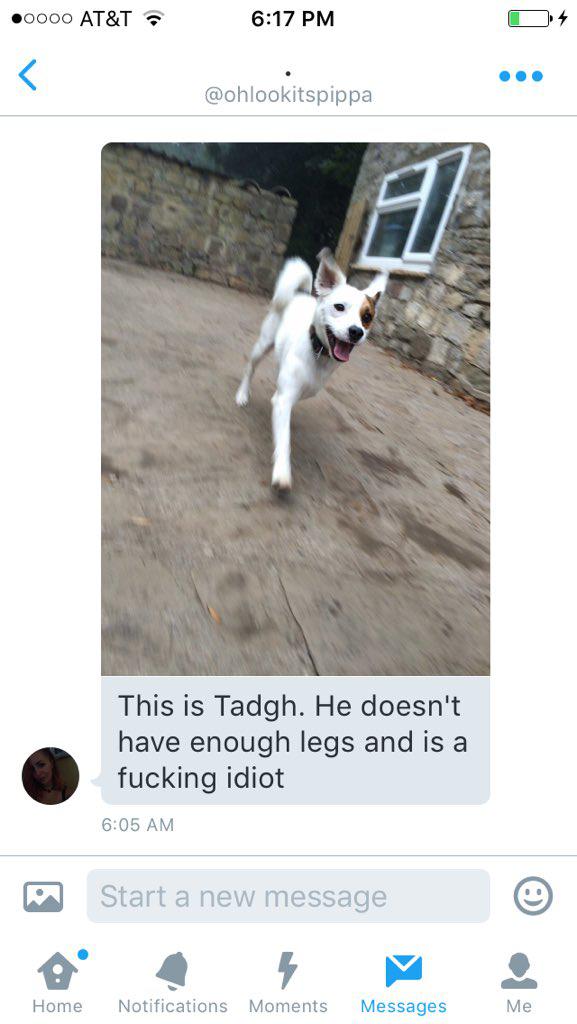 ●○○○○ AT&T 6:17 PM
.
@ohlookitspippa
This is Tadgh. He doesn't
have enough legs and is a
fucking idiot
6:05 AM
Start a new message
Home Notifications Moments Messages Me